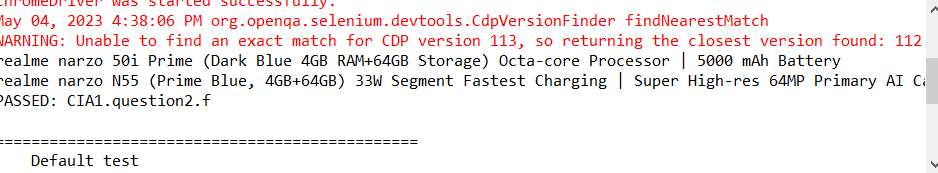 ChromeDriver was started successfully.
May 04, 2023 4:38:06 PM org.openqa.selenium.devtools.CdpVersionFinder findNearestMatch
WARNING: Unable to find an exact match for CDP version 113, so returning the closest version found: 112
realme narzo 50i Prime (Dark Blue 4GB RAM+64GB Storage) Octa-core Processor | 5000 mAh Battery
realme narzo N55 (Prime Blue, 4GB+64GB) 33W Segment Fastest Charging | Super High-res 64MP Primary AI Ca
PASSED: CIA1.question2.f
===============================================
Default test